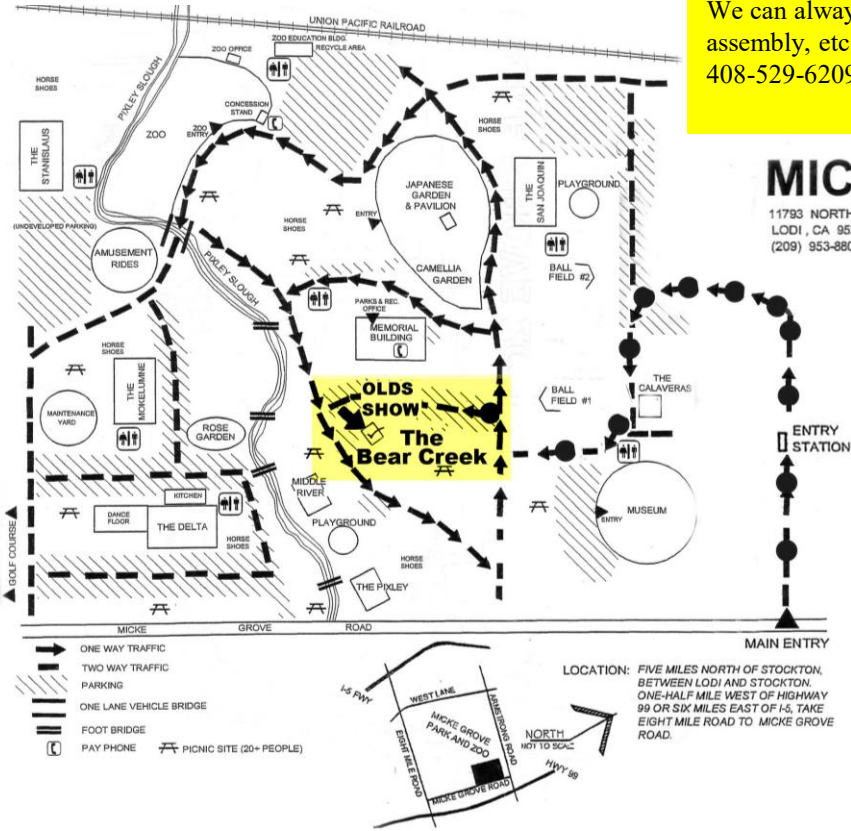 We can alway
assembly, etc
408-529-6209
UNION PACIFIC RAILROAD
ZOO OFFICE
ZOO EDUCATION BLDG.
RECYCLE AREA
HORSE
SHOES
PIXLEY SLOUGH
ZOO
CONCESSION
STAND
ZOO
ENTRY
THE
STANISLAUS
HORSE
SHOES
JAPANESE
GARDEN
& PAVILION
ENTRY
CAMELLIA
GARDEN
THE
SAN JOAQUIN
PLAYGROUND
BALL
FIELD #2
MIC
11793 NORTH
LODI , CA 95
(209) 953-880
(UNDEVELOPED PARKING)
AMUSEMENT
RIDES
HORSE
SHOES
PIXLEY SLOUGH
PARKS & REC.
OFFICE
MEMORIAL
BUILDING
HORSE
SHOES
THE
MOKELUMNE
MAINTENANCE
YARD
ROSE
GARDEN
OLDS
SHOW
The
Bear Creek
BALL
FIELD #1
THE
CALAVERAS
ENTRY
STATION
MIDDLE
RIVER
KITCHEN
DANCE
FLOOR
THE DELTA
HORSE
SHOES
PLAYGROUND
HORSE
SHOES
THE PIXLEY
ENTRY
MUSEUM
GOLF COURSE
MICKE GROVE ROAD
MAIN ENTRY
ONE WAY TRAFFIC
TWO WAY TRAFFIC
PARKING
ONE LANE VEHICLE BRIDGE
FOOT BRIDGE
PAY PHONE
PICNIC SITE (20+ PEOPLE)
I-5 FWY
WEST LANE
ARMSTRONG ROAD
EIGHT MILE ROAD
MICKE GROVE
PARK AND ZOO
MICKE GROVE ROAD
HWY 99
NORTH
NOT TO SCALE
LOCATION: FIVE MILES NORTH OF STOCKTON,
BETWEEN LODI AND STOCKTON.
ONE-HALF MILE WEST OF HIGHWAY
99 OR SIX MILES EAST OF I-5, TAKE
EIGHT MILE ROAD TO MICKE GROVE
ROAD.